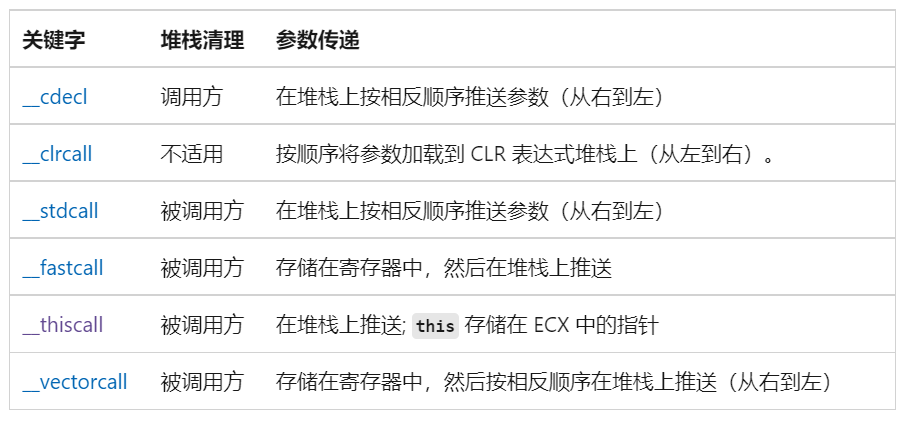 关键字 堆栈清理 参数传递
__cdecl 调用方 在堆栈上按相反顺序推送参数（从右到左）
__clrcall 不适用 按顺序将参数加载到 CLR 表达式堆栈上（从左到右）。
__stdcall 被调用方 在堆栈上按相反顺序推送参数（从右到左）
__fastcall 被调用方 存储在寄存器中，然后在堆栈上推送
__thiscall 被调用方 在堆栈上推送; this 存储在 ECX 中的指针
__vectorcall 被调用方 存储在寄存器中，然后按相反顺序在堆栈上推送（从右到左）